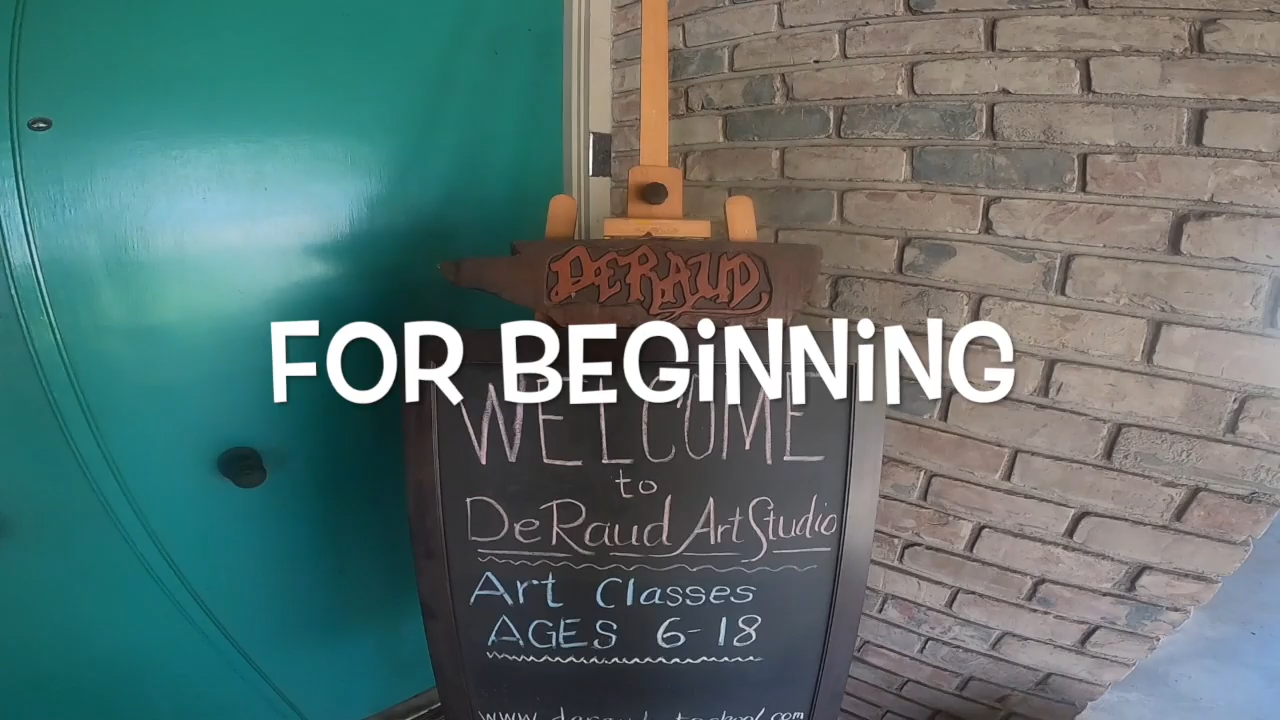 DERAUD
FOR BEGiNNiNG
WELCOME
to
DeRaud Art Studio
Art Classes
AGES 6-18